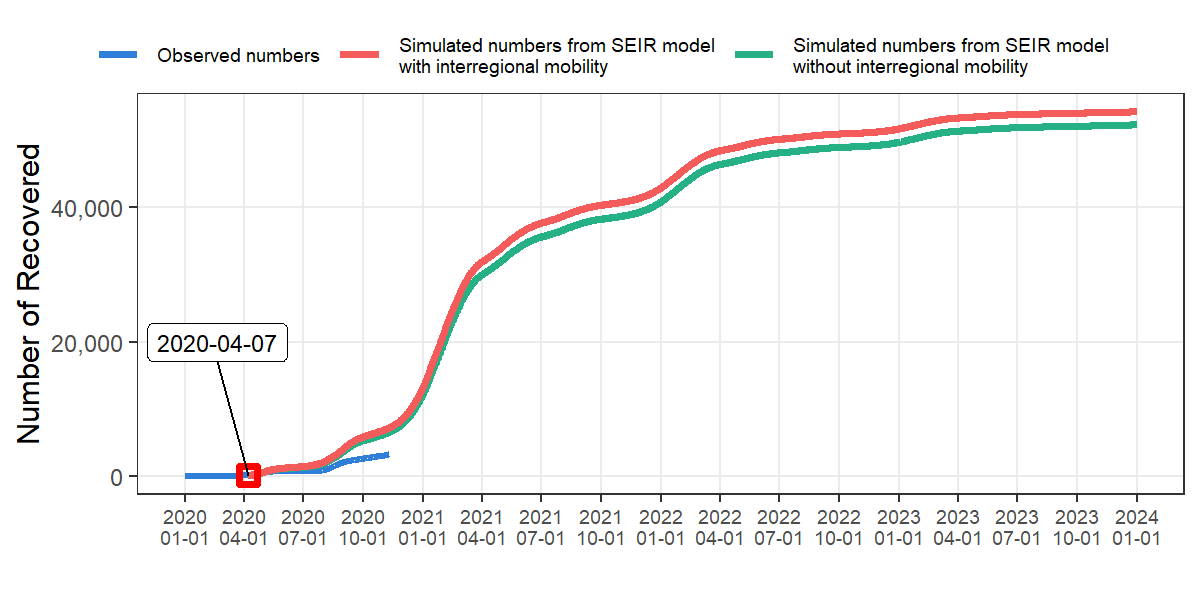 Observed numbers
Simulated numbers from SEIR model
with interregional mobility
Simulated numbers from SEIR model
without interregional mobility
Number of Recovered
40,000
20,000
0
2020-04-07
2020 2020 2020 2020 2021 2021 2021 2021 2022 2022 2022 2022 2023 2023 2023 2023 2024
01-01 04-01 07-01 10-01 01-01 04-01 07-01 10-01 01-01 04-01 07-01 10-01 01-01 04-01 07-01 10-01 01-01